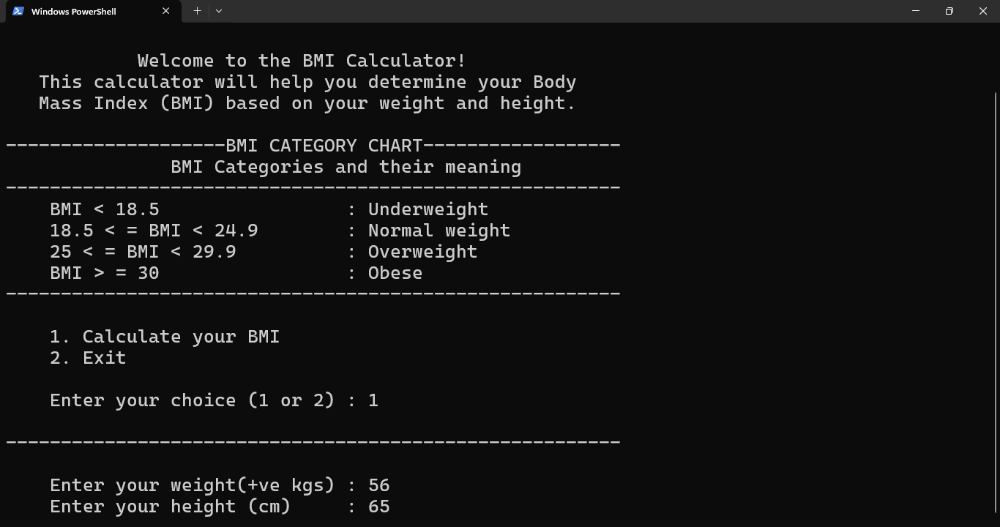 Windows PowerShell
Welcome to the BMI Calculator!
This calculator will help you determine your Body
Mass Index (BMI) based on your weight and height.
--------------------BMI CATEGORY CHART------------------
BMI Categories and their meaning
--------------------------------------------------------
BMI < 18.5 : Underweight
18.5 < = BMI < 24.9 : Normal weight
25 < = BMI < 29.9 : Overweight
BMI > = 30 : Obese
--------------------------------------------------------
1. Calculate your BMI
2. Exit
Enter your choice (1 or 2) : 1
--------------------------------------------------------
Enter your weight(+ve kgs) : 56
Enter your height (cm) : 65